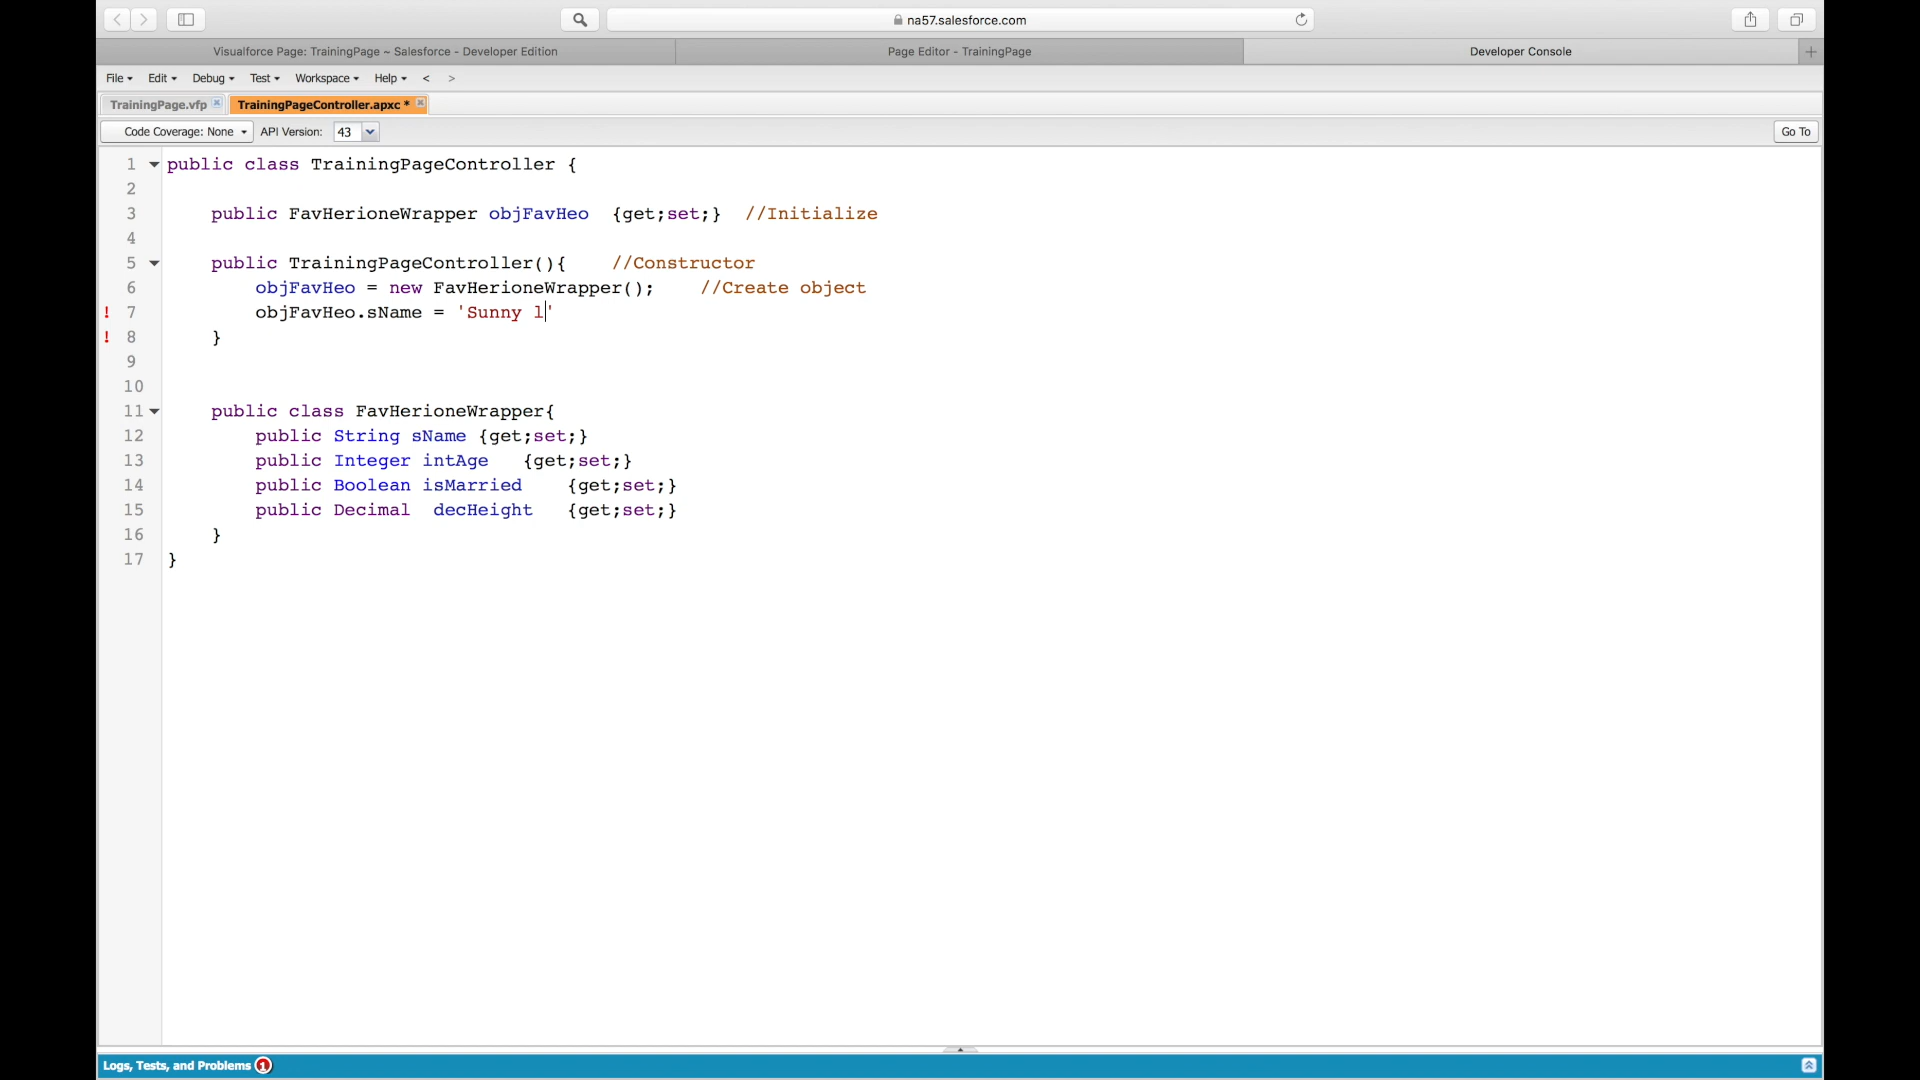 na57.salesforce.com
Visualforce Page: TrainingPage ~ Salesforce - Developer Edition
Page Editor - TrainingPage
Developer Console
File Edit Debug Test Workspace Help < >
TrainingPage.vfp
TrainingPageController.apxc *
Code Coverage: None API Version: 43
Go To
1 public class TrainingPageController {
2
3 public FavHerioneWrapper objFavHeo {get;set;} //Initialize
4
5 public TrainingPageController(){ //Constructor
6 objFavHeo = new FavHerioneWrapper(); //Create object
! 7 objFavHeo.sName = 'Sunny l'
! 8 }
9
10
11 public class FavHerioneWrapper{
12 public String sName {get;set;}
13 public Integer intAge {get;set;}
14 public Boolean isMarried {get;set;}
15 public Decimal decHeight {get;set;}
16 }
17 }
Logs, Tests, and Problems 1